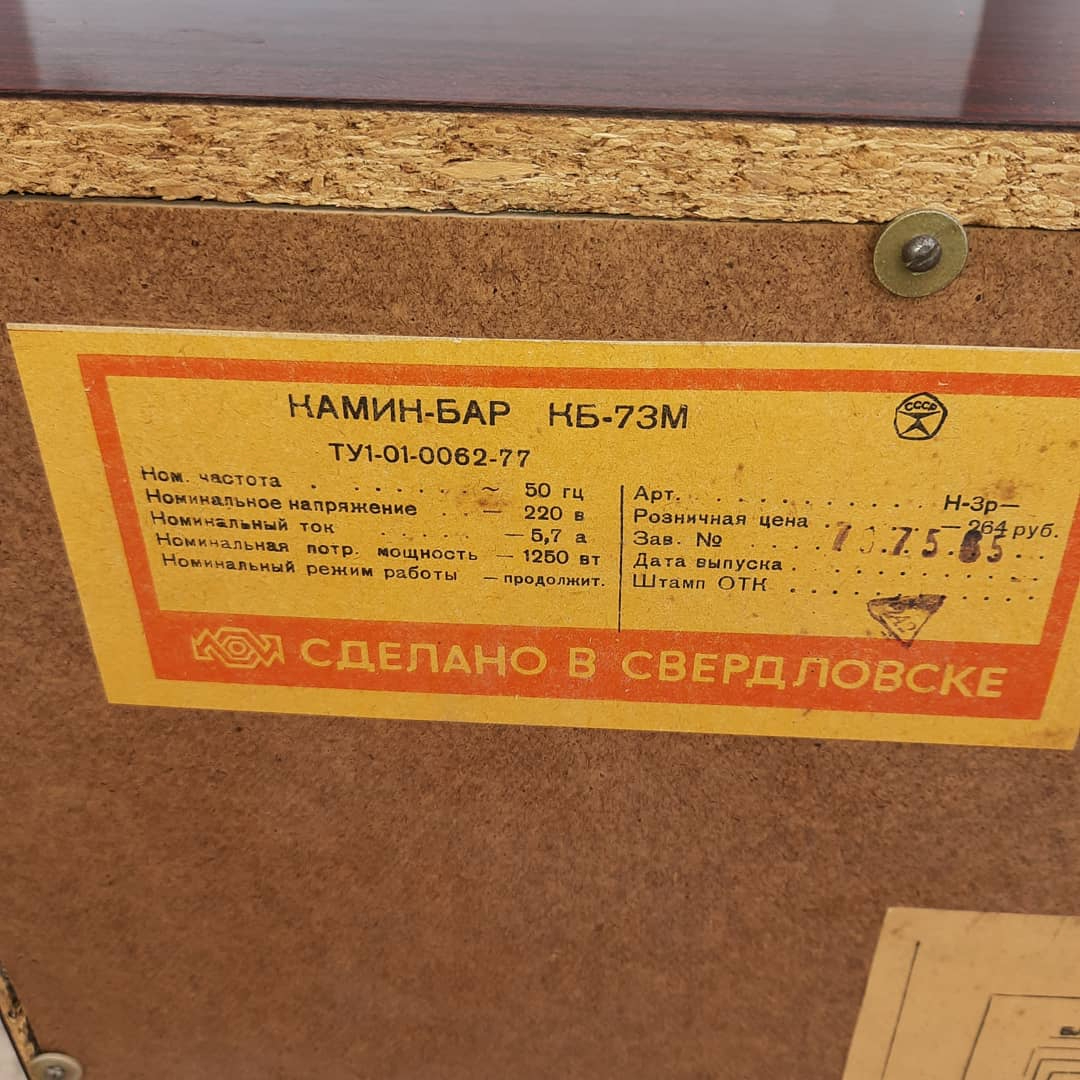 КАМИН-БАР КБ-73М
СССР
ТУ1-01-0062-77
Ном. частота . . . . . . ~ 50 гц
Номинальное напряжение . . — 220 в
Номинальный ток . . . . . — 5,7 а
Номинальная потр. мощность — 1250 вт
Номинальный режим работы — продолжит.
Арт. . . . . . . . . . . Н-Зр—
Розничная цена . . . — 264 руб.
Зав. №
Дата выпуска . . . . . . . . .
Штамп ОТК . . . . . . . . . .
СДЕЛАНО В СВЕРДЛОВСКЕ